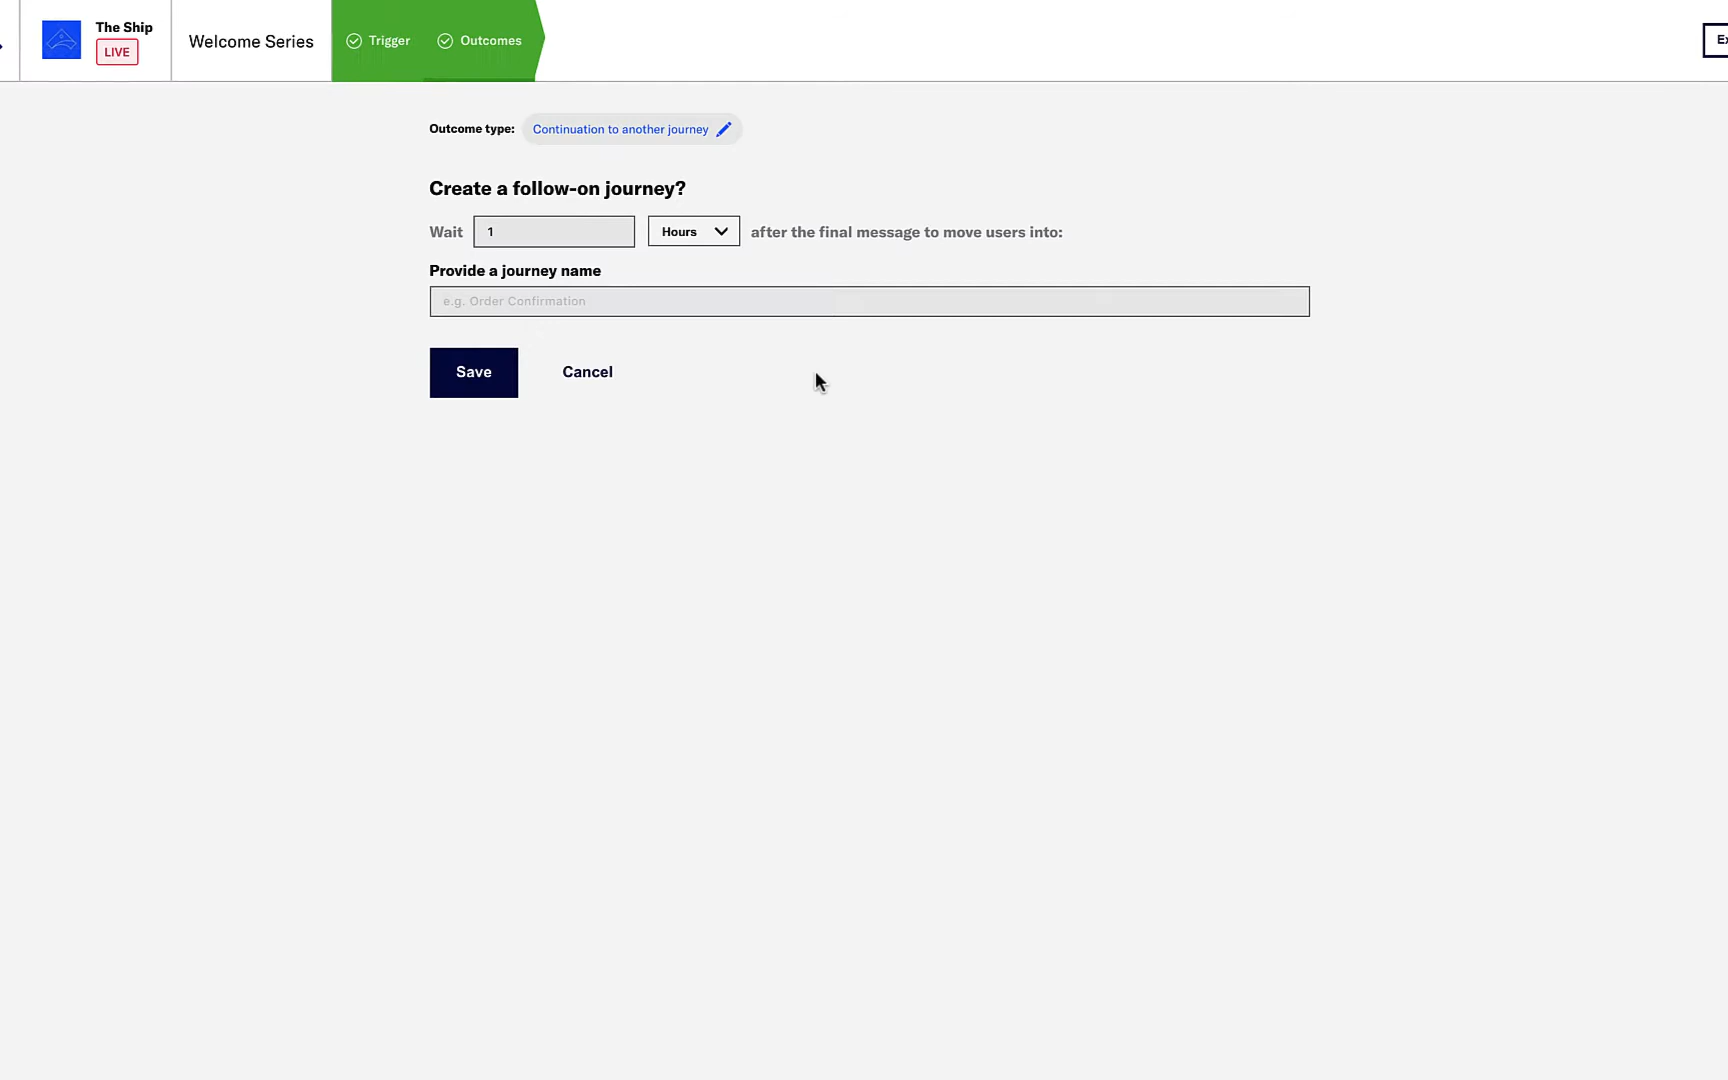 The Ship
LIVE
Welcome Series
Trigger
Outcomes
Outcome type: Continuation to another journey
Create a follow-on journey?
Wait 1 Hours after the final message to move users into:
Provide a journey name
e.g. Order Confirmation
Save Cancel